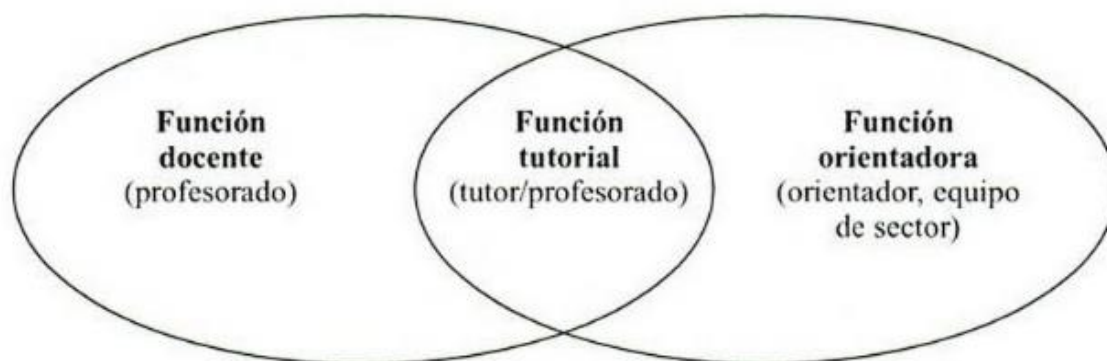 Función
docente
(profesorado)
Función
tutorial
(tutor/profesorado)
Función
orientadora
(orientador, equipo
de sector)